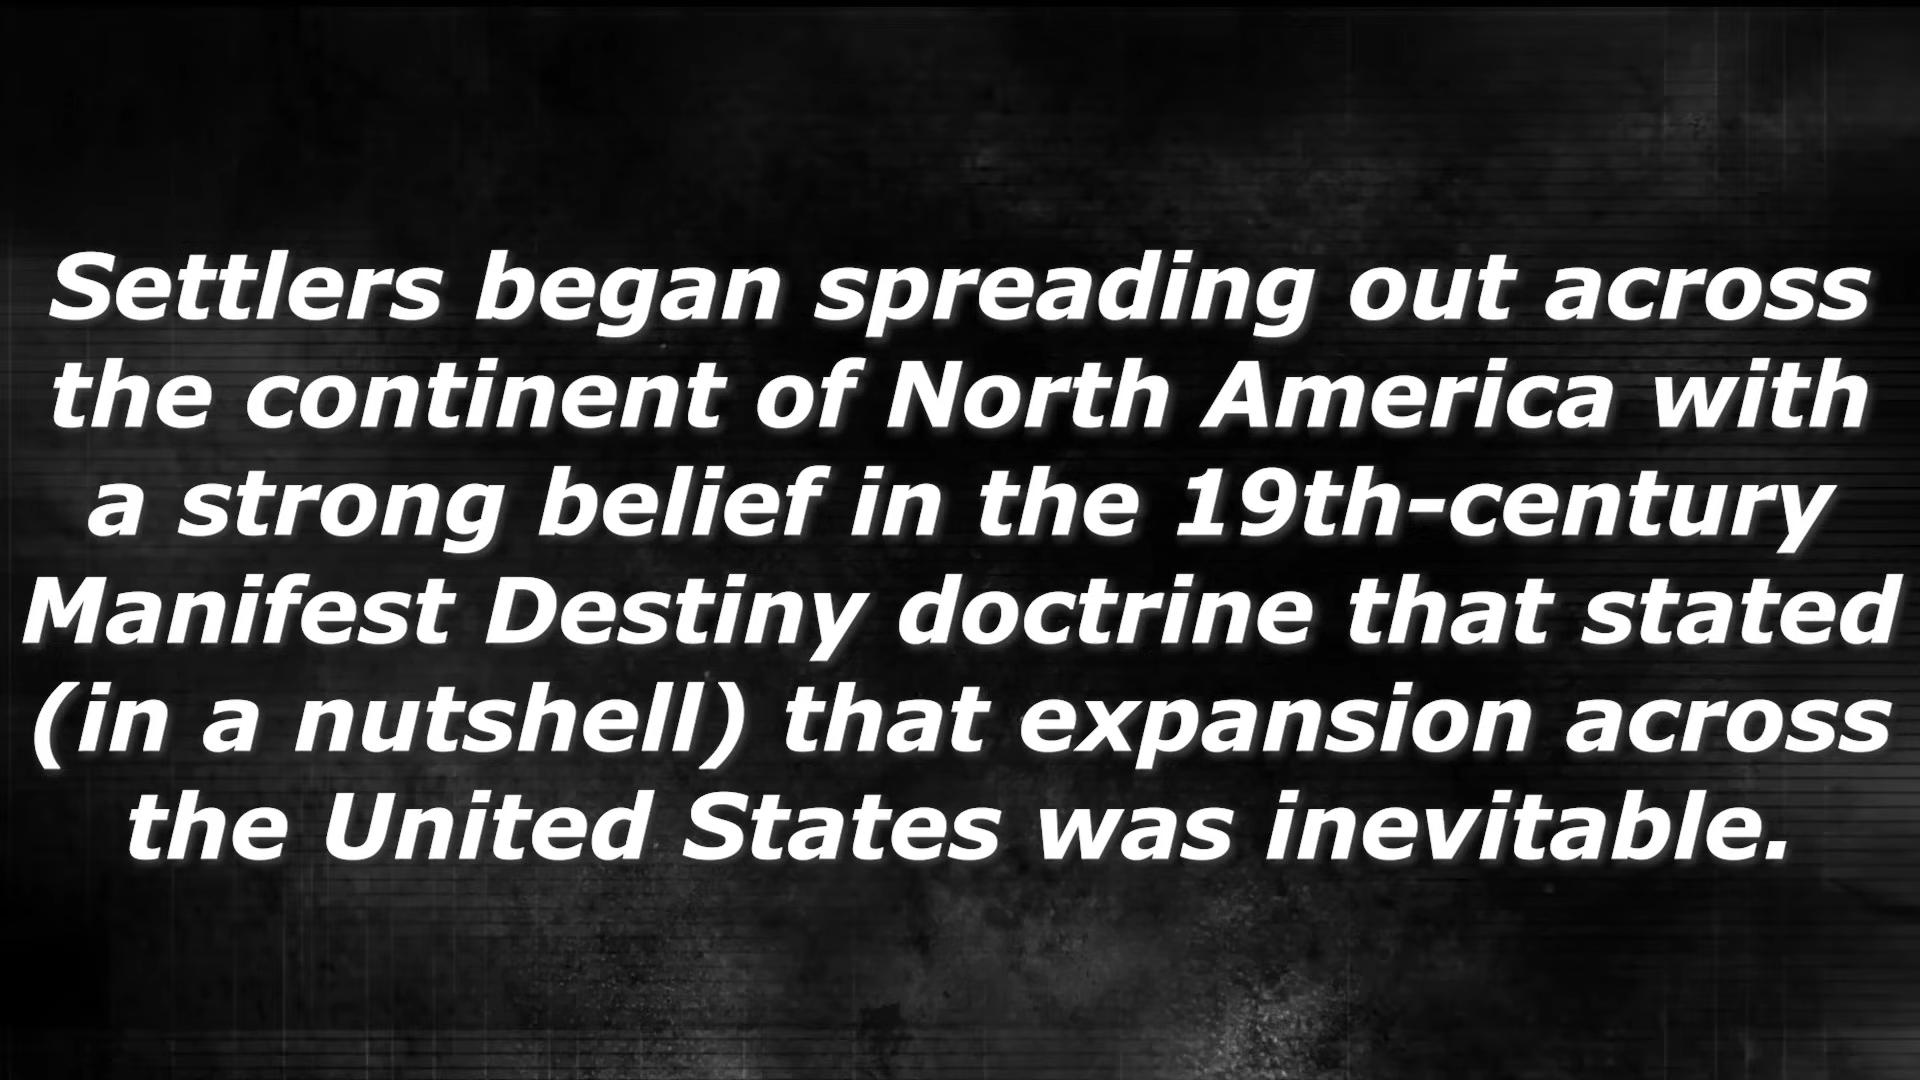 Settlers began spreading out across
the continent of North America with
a strong belief in the 19th-century
Manifest Destiny doctrine that stated
(in a nutshell) that expansion across
the United States was inevitable.